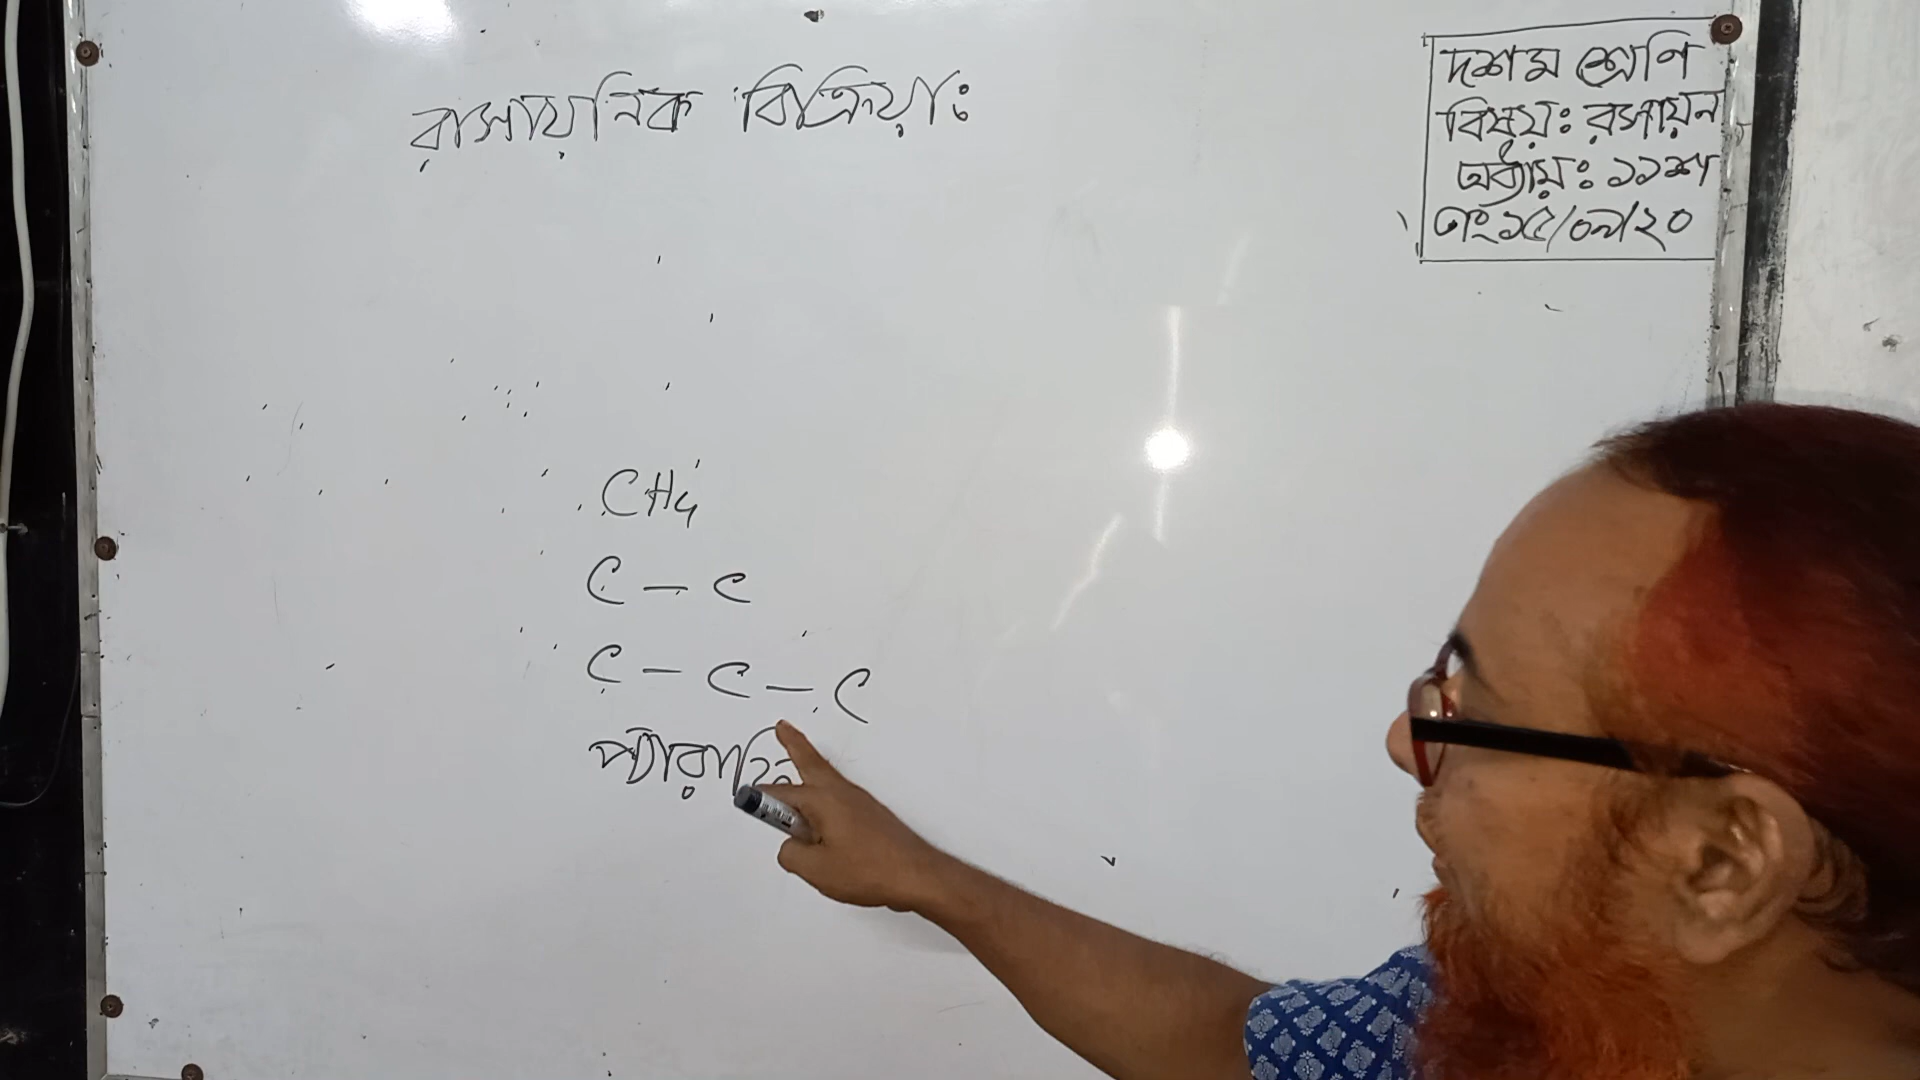 রাসায়নিক বিক্রিয়াঃ
দশম শ্রেণি
বিষয়ঃ রসায়ন
অধ্যায়ঃ ১১শ
তাং ১৫/০৯/২০
CH4
C - C
C - C - C
প্যারাফিন